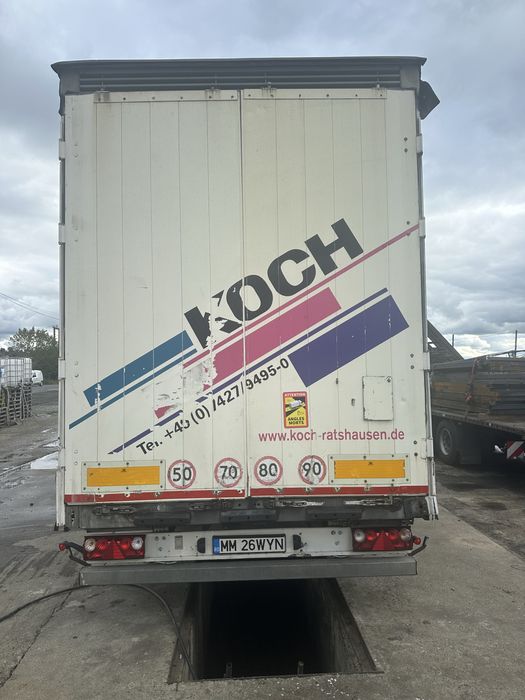 KOCH
Tel. +49 (0) 7427/9495-0
ATTENTION
ANGLES MORTS
www.koch-ratshausen.de
50 70 80 90
MM 26WYN